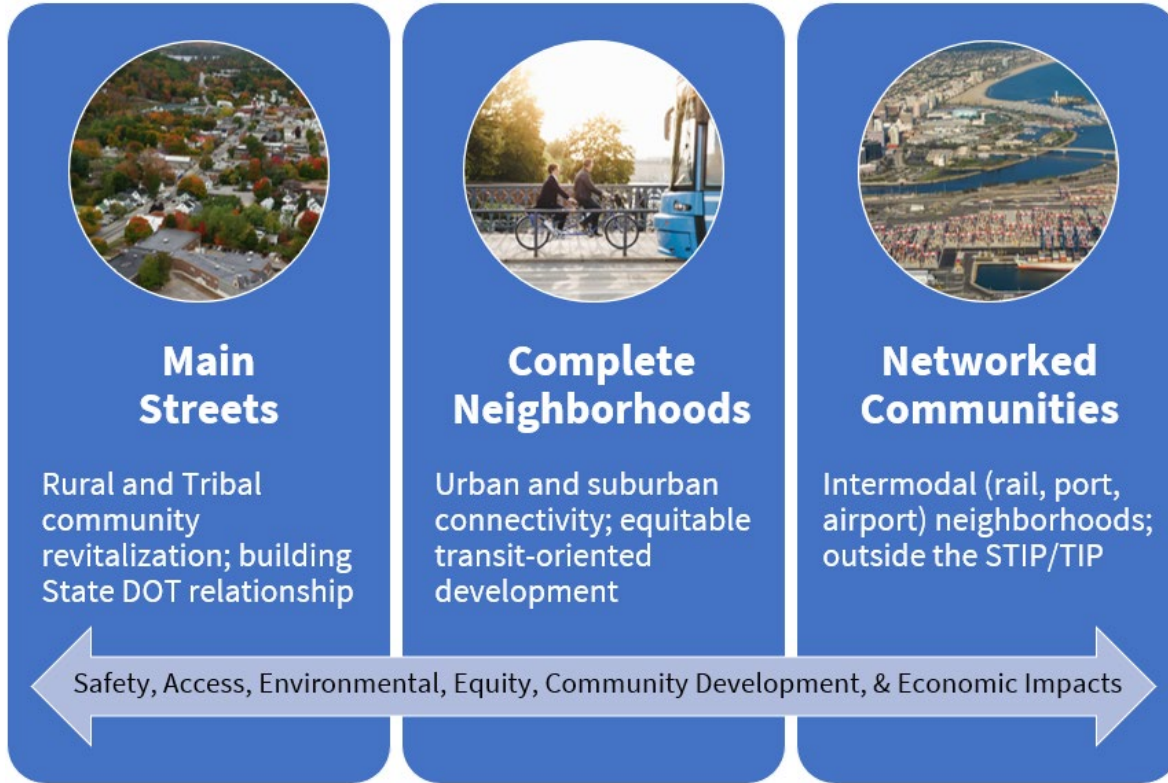 Main
Streets
Rural and Tribal
community
revitalization; building
State DOT relationship
Complete
Neighborhoods
Urban and suburban
connectivity; equitable
transit-oriented
development
Networked
Communities
Intermodal (rail, port,
airport) neighborhoods;
outside the STIP/TIP
Safety, Access, Environmental, Equity, Community Development, & Economic Impacts